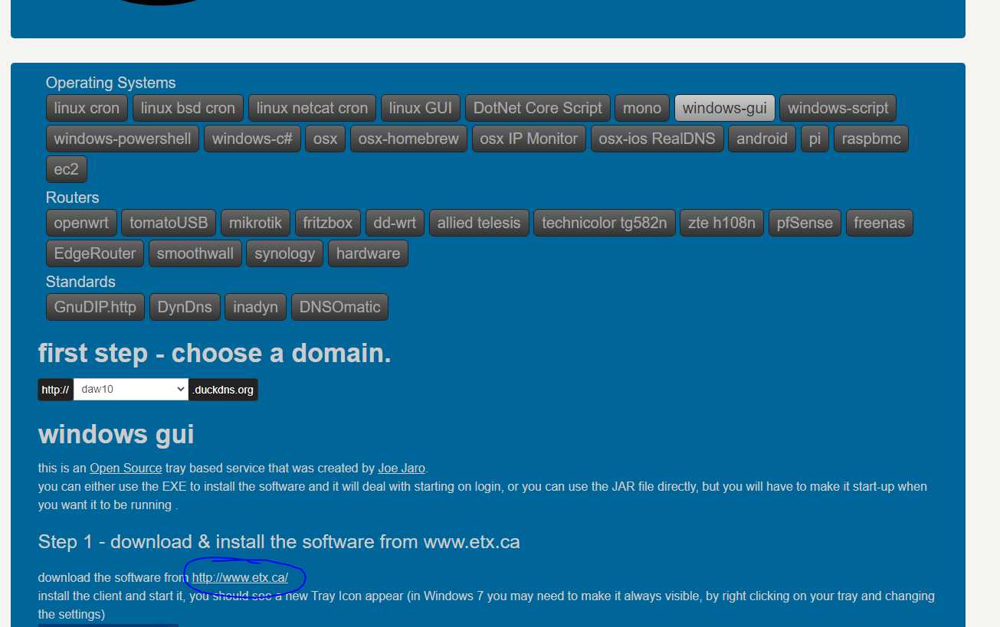 Operating Systems
linux cron linux bsd cron linux netcat cron linux GUI DotNet Core Script mono windows-gui windows-script
windows-powershell windows-c# osx osx-homebrew osx IP Monitor osx-ios RealDNS android pi raspbmc
ec2
Routers
openwrt tomatoUSB mikrotik fritzbox dd-wrt allied telesis technicolor tg582n zte h108n pfSense freenas
EdgeRouter smoothwall synology hardware
Standards
GnuDIP.http DynDns inadyn DNSOmatic
first step - choose a domain.
http:// daw10 .duckdns.org
windows gui
this is an Open Source tray based service that was created by Joe Jaro.
you can either use the EXE to install the software and it will deal with starting on login, or you can use the JAR file directly, but you will have to make it start-up when
you want it to be running .
Step 1 - download & install the software from www.etx.ca
download the software from http://www.etx.ca/
install the client and start it, you should see a new Tray Icon appear (in Windows 7 you may need to make it always visible, by right clicking on your tray and changing
the settings)